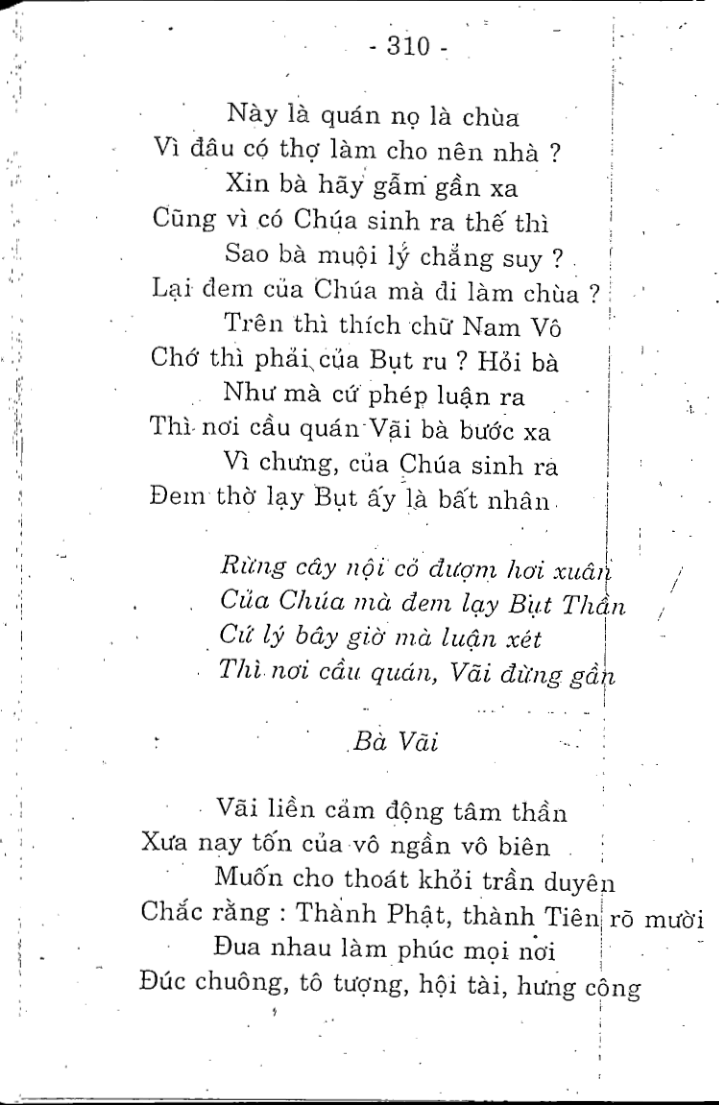 - 310 -
Này là quán nọ là chùa
Vì đâu có thợ làm cho nên nhà ?
Xin bà hãy gẫm gần xa
Cũng vì có Chúa sinh ra thế thì
Sao bà muội lý chẳng suy ?
Lại đem của Chúa mà đi làm chùa ?
Trên thì thích chữ Nam Vô
Chớ thì phải của Bụt ru ? Hỏi bà
Như mà cứ phép luận ra
Thì nơi cầu quán Vãi bà bước xa
Vì chưng, của Chúa sinh ra
Đem thờ lạy Bụt ấy là bất nhân
Rừng cây nội cỏ đượm hơi xuân
Của Chúa mà đem lạy Bụt Thần
Cứ lý bây giờ mà luận xét
Thì nơi cầu quán, Vãi đừng gần
Bà Vãi
Vãi liền cảm động tâm thần
Xưa nay tốn của vô ngần vô biên
Muốn cho thoát khỏi trần duyên
Chắc rằng : Thành Phật, thành Tiên rõ mười
Đua nhau làm phúc mọi nơi
Đúc chuông, tô tượng, hội tài, hưng công